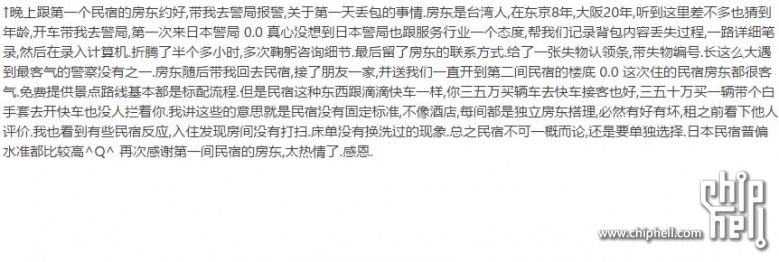 ↑晚上跟第一个民宿的房东约好,带我去警局报警,关于第一天丢包的事情.房东是台湾人,在东京8年,大阪20年,听到这里差不多也猜到
年龄,开车带我去警局,第一次来日本警局 0.0 真心没想到日本警局也跟服务行业一个态度,帮我们记录背包内容丢失过程,一路详细笔
录,然后在录入计算机.折腾了半个多小时,多次鞠躬咨询细节.最后留了房东的联系方式.给了一张失物认领条,带失物编号.长这么大遇
到最客气的警察没有之一.房东随后带我回去民宿,接了朋友一家,并送我们一直开到第二间民宿的楼底 0.0 这次住的民宿房东都很客
气.免费提供景点路线基本都是标配流程.但是民宿这种东西跟滴滴快车一样,你三五万买辆车去快车接客也好,三五十万买一辆带个白
手套去开快车也没人拦着你.我讲这些的意思就是民宿没有固定标准,不像酒店,每间都是独立房东搭理,必然有好有坏,租之前看下他人
评价.我也看到有些民宿反应,入住发现房间没有打扫.床单没有换洗过的现象.总之民宿不可一概而论,还是要单独选择.日本民宿普偏
水准都比较高^Q^ 再次感谢第一间民宿的房东,太热情了.感恩.
chip
hell
www.chiphell.com